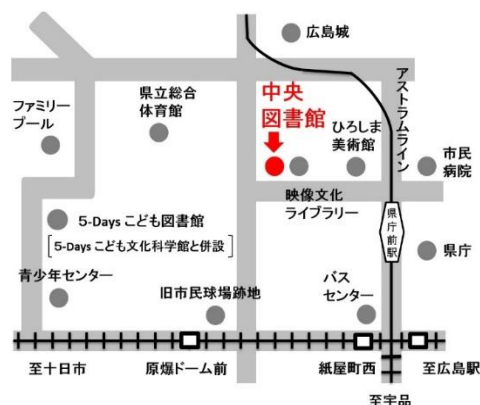 広島城
アストラムライン
中央
図書館
県立総合
体育館
ファミリー
プール
ひろしま
美術館
市民
病院
映像文化
ライブラリー
5-Days こども図書館
[5-Days こども文化科学館と併設]
県庁前駅
県庁
青少年センター
旧市民球場跡地
バス
センター
至十日市
原爆ドーム前
紙屋町西
至広島駅
至宇品